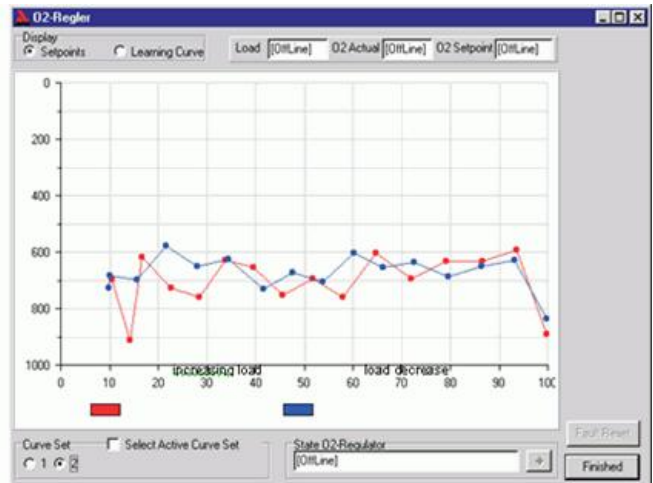 O2-Regler
Display
Setpoints
Learning Curve
Load [OffLine] O2 Actual [OffLine] O2 Setpoint [OffLine]
0
200
400
600
800
1000
0 10 20 30 40 50 60 70 80 90 100
increasing load
load decrease
Curve Set
Select Active Curve Set
1 2
State O2-Regulator
[OffLine]
Fault Reset
Finished